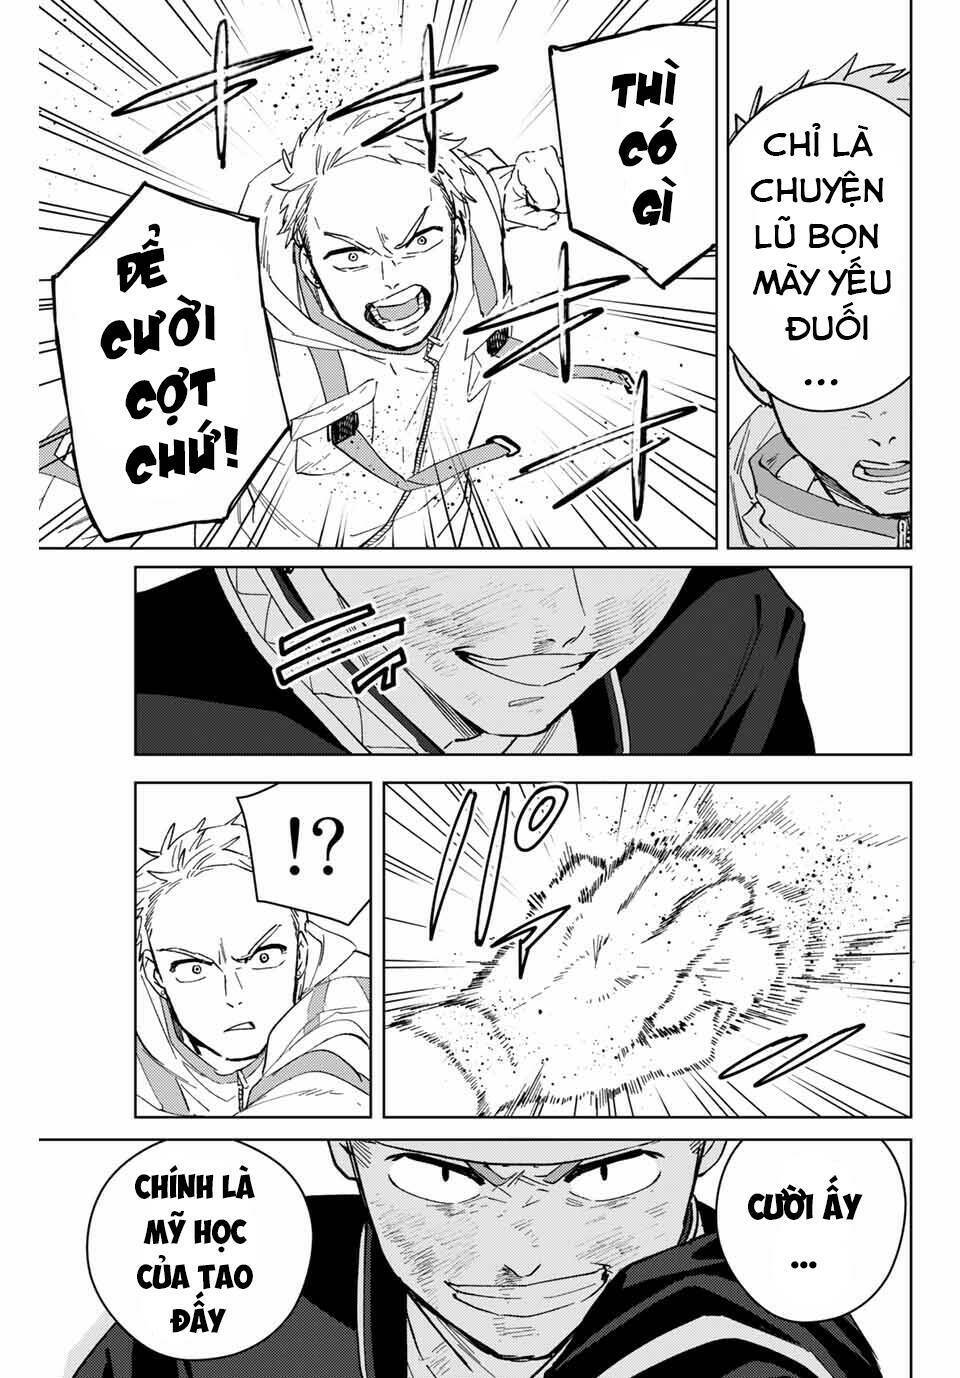 CHỈ LÀ
CHUYỆN
LŨ BỌN
MÀY YẾU
ĐUỐI
...
THÌ
CÓ
GÌ
ĐỂ
CƯỜI
CỢT
CHỨ!
!?
CƯỜI ẤY
...
CHÍNH LÀ
MỸ HỌC
CỦA TAO
ĐẤY